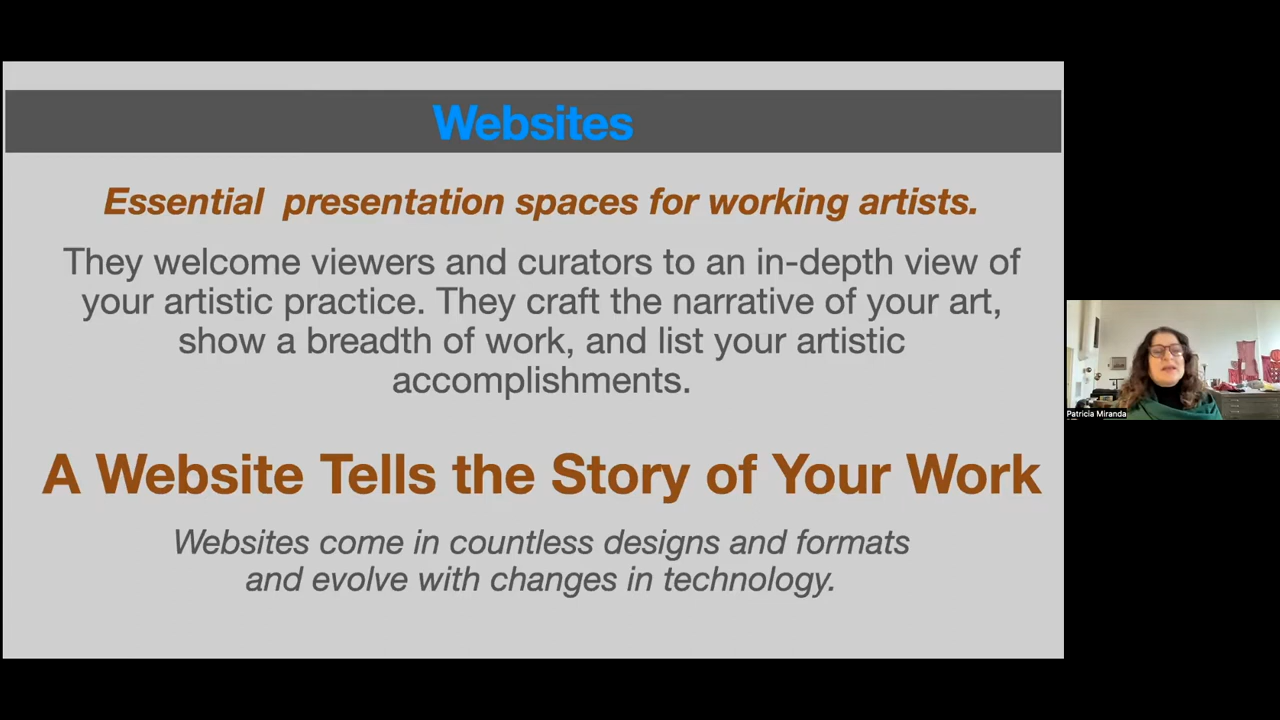 Websites
Essential  presentation spaces for working artists.
They welcome viewers and curators to an in-depth view of
your artistic practice. They craft the narrative of your art,
show a breadth of work, and list your artistic
accomplishments.
A Website Tells the Story of Your Work
Websites come in countless designs and formats
and evolve with changes in technology.
Patricia Miranda